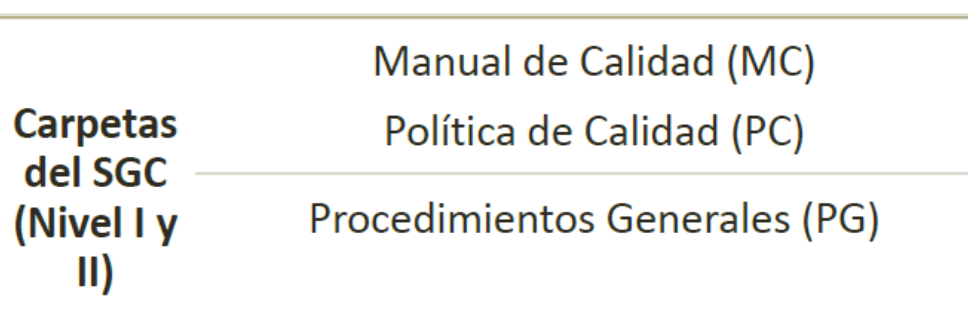 Carpetas
del SGC
(Nivel I y
II)
Manual de Calidad (MC)
Política de Calidad (PC)
Procedimientos Generales (PG)